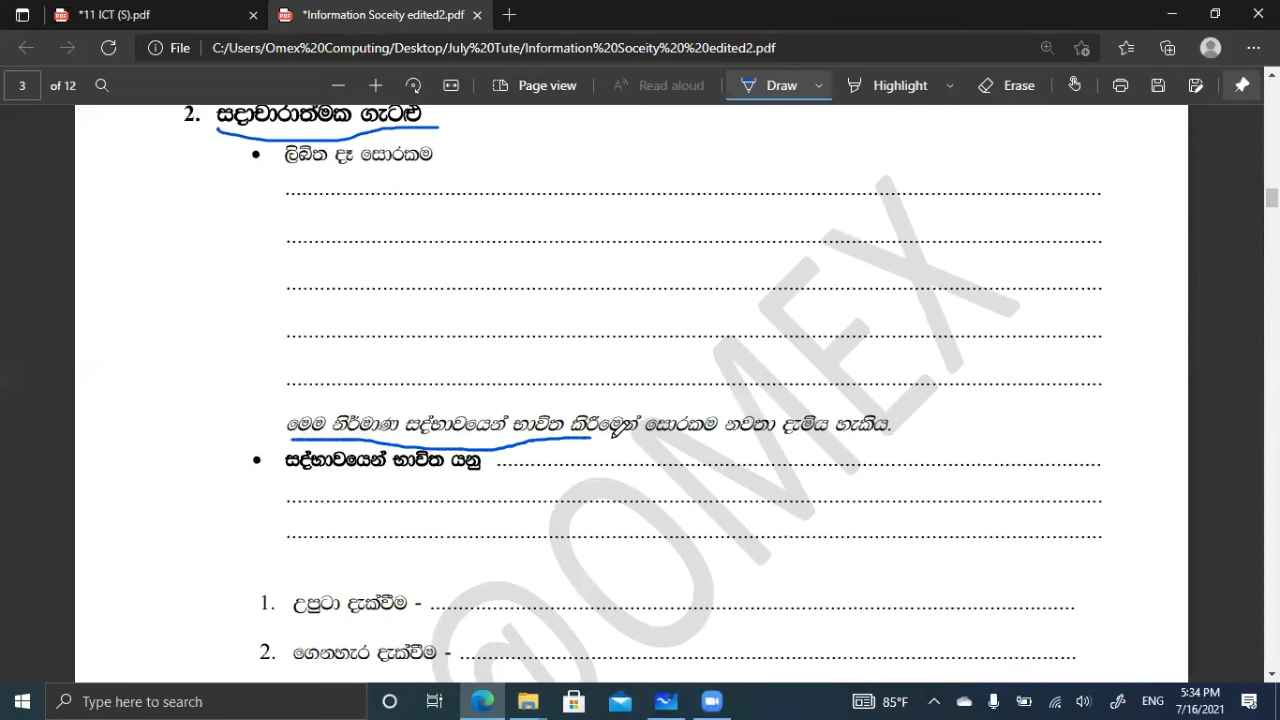 *11 ICT (S).pdf
*Information Soceity edited2.pdf
File C:/Users/Omex%20Computing/Desktop/July%20Tute/Information%20Soceity%20%20edited2.pdf
3 of 12 Page view Read aloud Draw Highlight Erase
2. සදාචාරාත්මක ගැටළු
• ලිඛිත දෑ සොරකම
මෙම නිර්මාණ සද්භාවයෙන් භාවිත කිරීමෙන් සොරකම නවතා දැමිය හැකිය.
• සද්භාවයෙන් භාවිත යනු
1. උපුටා දැක්වීම -
2. ගෙනහැර දැක්වීම -
@OMEX
Type here to search 85°F ENG 5:34 PM
7/16/2021